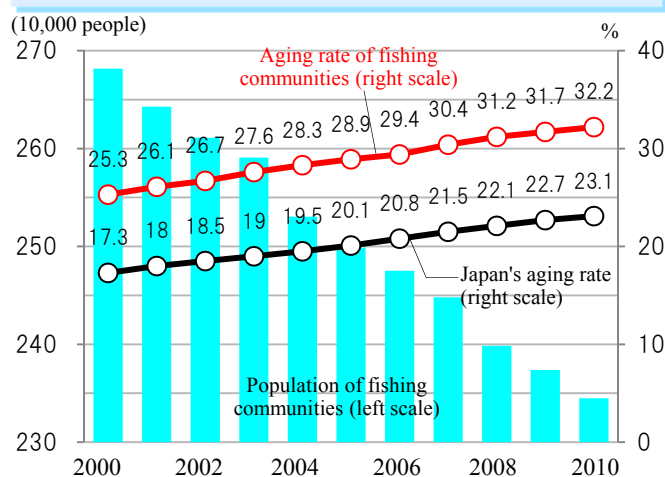 (10,000 people)
%
270
40
Aging rate of fishing
communities (right scale)
25.3 26.1 26.7 27.6 28.3 28.9 29.4 30.4 31.2 31.7 32.2
260
30
17.3 18 18.5 19 19.5 20.1 20.8 21.5 22.1 22.7 23.1
250
20
Japan's aging rate
(right scale)
240
10
Population of fishing
communities (left scale)
230
0
2000 2002 2004 2006 2008 2010